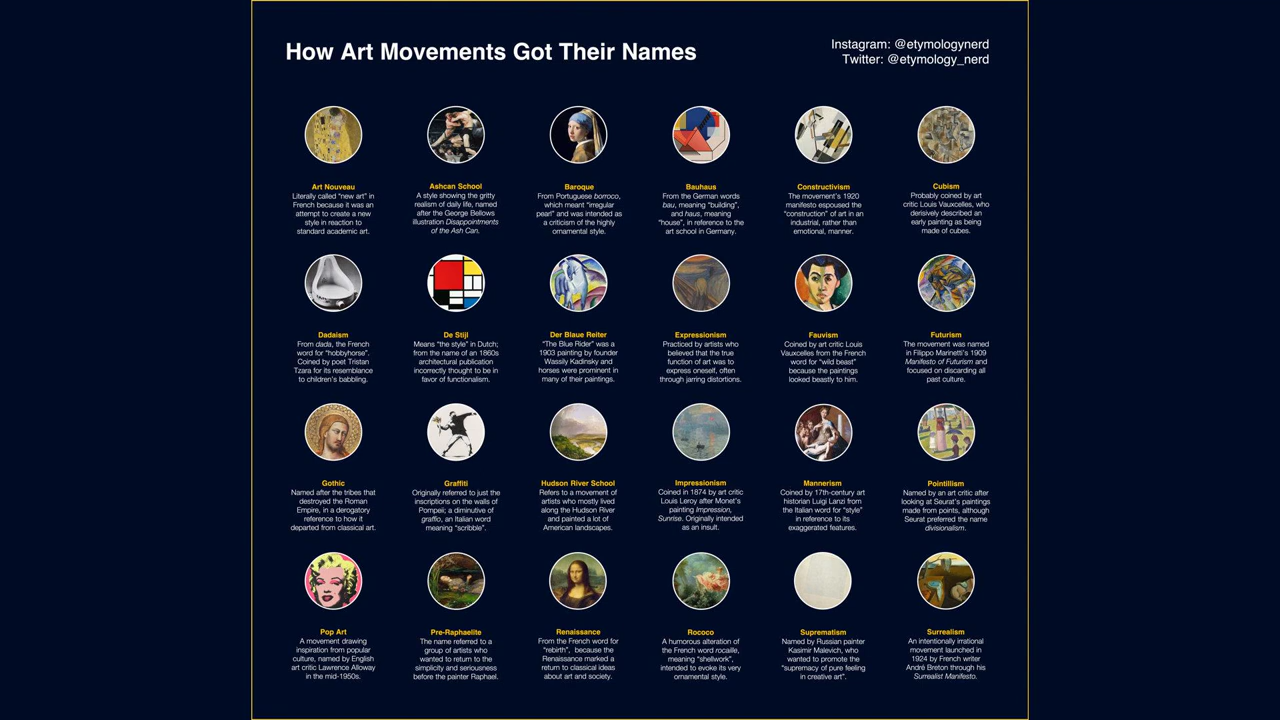 How Art Movements Got Their Names
Instagram: @etymologynerd
Twitter: @etymology_nerd
Art Nouveau
Literally called "new art" in
French because it was an
attempt to create a new
style in reaction to
standard academic art.
Ashcan School
A style showing the gritty
realism of daily life, named
after the George Bellows
illustration Disappointments
of the Ash Can.
Baroque
From Portuguese borroco,
which meant "irregular
pearl" and was intended as
a criticism of the highly
ornamental style.
Bauhaus
From the German words
bau, meaning "building",
and haus, meaning
"house", in reference to the
art school in Germany.
Constructivism
The movement's 1920
manifesto espoused the
"construction" of art in an
industrial, rather than
emotional, manner.
Cubism
Probably coined by art
critic Louis Vauxcelles, who
derisively described an
early painting as being
made of cubes.
Dadaism
From dada, the French
word for "hobbyhorse".
Coined by poet Tristan
Tzara for its resemblance
to children's babbling.
De Stijl
Means "the style" in Dutch;
from the name of an 1860s
architectural publication
incorrectly thought to be in
favor of functionalism.
Der Blaue Reiter
"The Blue Rider" was a
1903 painting by founder
Wassily Kadinsky and
horses were prominent in
many of their paintings.
Expressionism
Practiced by artists who
believed that the true
function of art was to
express oneself, often
through jarring distortions.
Fauvism
Coined by art critic Louis
Vauxcelles from the French
word for "wild beast"
because the paintings
looked beastly to him.
Futurism
The movement was named
in Filippo Marinetti's 1909
Manifesto of Futurism and
focused on discarding all
past culture.
Gothic
Named after the tribes that
destroyed the Roman
Empire, in a derogatory
reference to how it
departed from classical art.
Graffiti
Originally referred to just the
inscriptions on the walls of
Pompeii; a diminutive of
graffio, an Italian word
meaning "scribble".
Hudson River School
Refers to a movement of
artists who mostly lived
along the Hudson River
and painted a lot of
American landscapes.
Impressionism
Coined in 1874 by art critic
Louis Leroy after Monet's
painting Impression,
Sunrise. Originally intended
as an insult.
Mannerism
Coined by 17th-century art
historian Luigi Lanzi from
the Italian word for "style"
in reference to its
exaggerated features.
Pointillism
Named by an art critic after
looking at Seurat's paintings
made from points, although
Seurat preferred the name
divisionalism.
Pop Art
A movement drawing
inspiration from popular
culture, named by English
art critic Lawrence Alloway
in the mid-1950s.
Pre-Raphaelite
The name referred to a
group of artists who
wanted to return to the
simplicity and seriousness
before the painter Raphael.
Renaissance
From the French word for
"rebirth", because the
Renaissance marked a
return to classical ideas
about art and society.
Rococo
A humorous alteration of
the French word rocaille,
meaning "shellwork",
intended to evoke its very
ornamental style.
Suprematism
Named by Russian painter
Kasimir Malevich, who
wanted to promote the
"supremacy of pure feeling
in creative art".
Surrealism
An intentionally irrational
movement launched in
1924 by French writer
André Breton through his
Surrealist Manifesto.